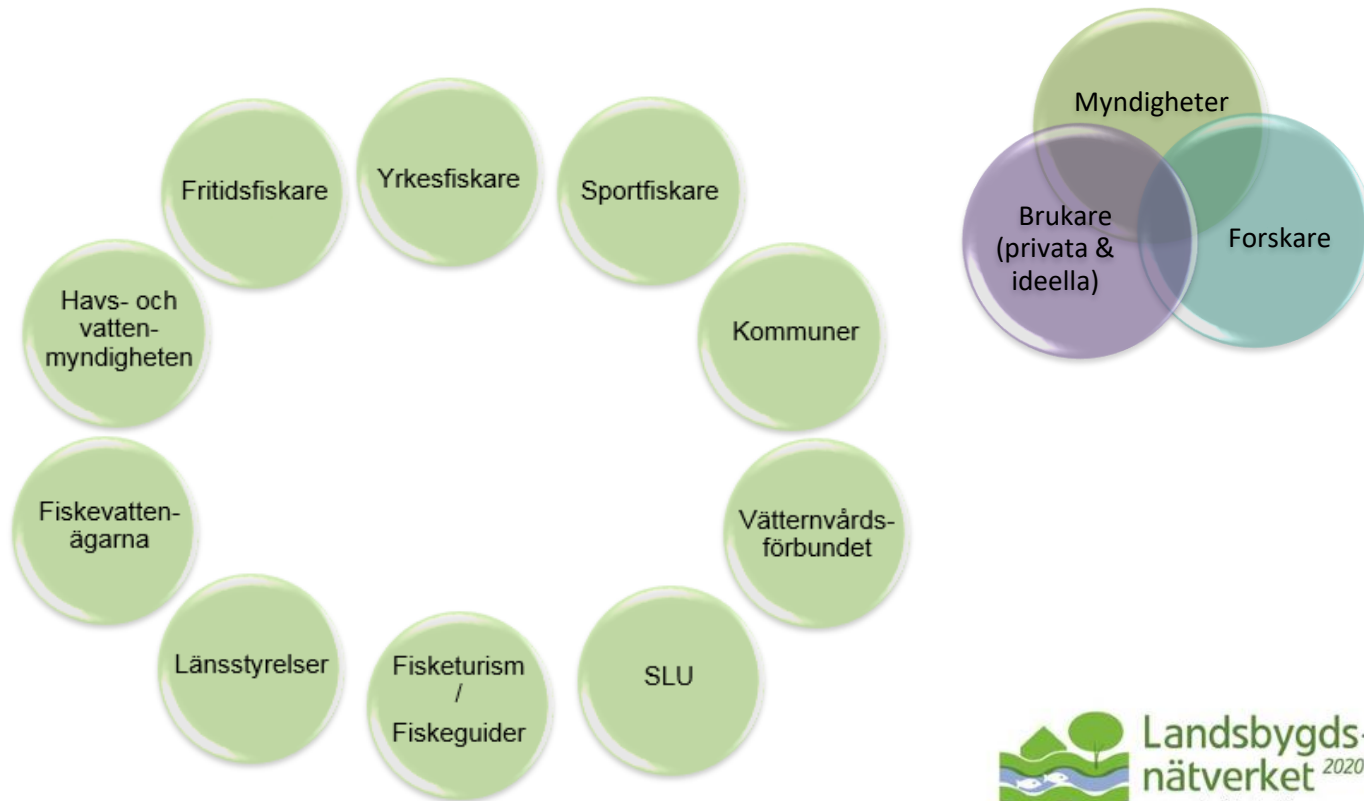 Fritidsfiskare
Yrkesfiskare
Sportfiskare
Havs- och
vatten-
myndigheten
Kommuner
Fiskevatten-
ägarna
Vätternvårds-
förbundet
Länsstyrelser
Fisketurism
/
Fiskeguider
SLU
Myndigheter
Brukare
(privata &
ideella)
Forskare
Landsbygds-
nätverket 2020